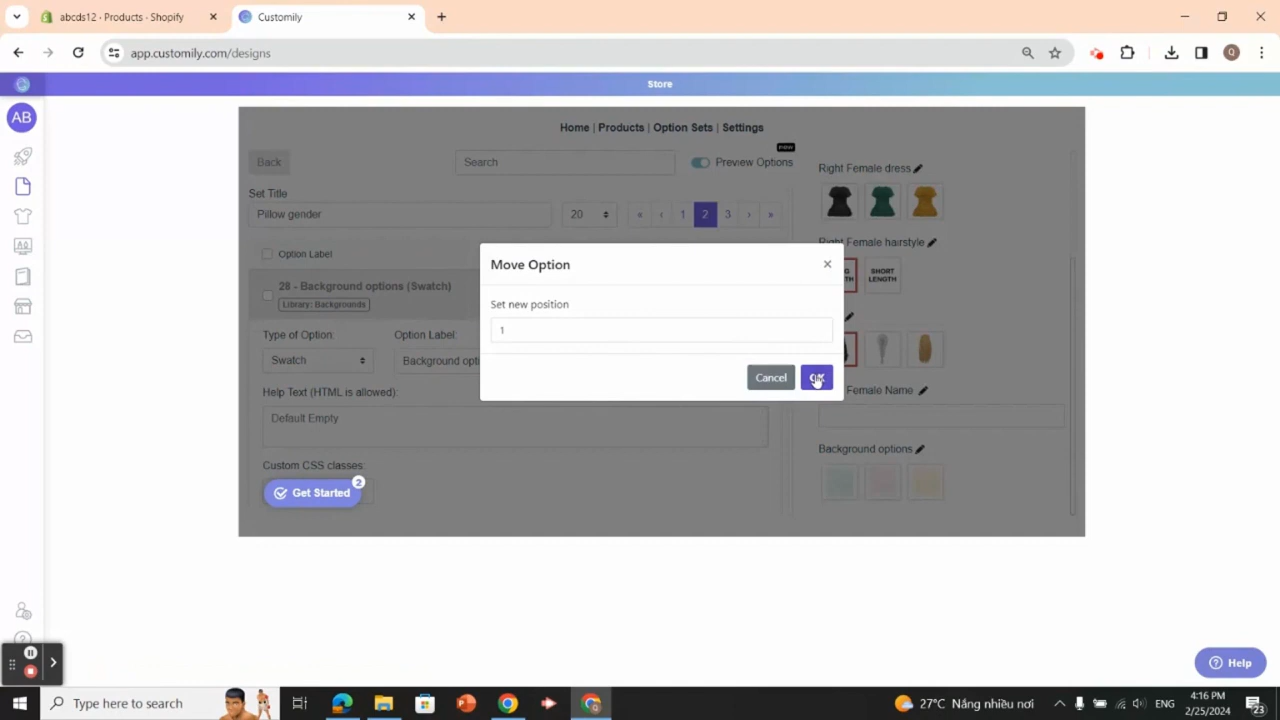 abcds12 · Products · Shopify
Customily
app.customily.com/designs
Q
Store
AB
Home | Products | Option Sets | Settings
new
Back
Search
Preview Options
Set Title
Pillow gender
20
« ‹ 1 2 3 › »
Option Label
28 - Background options (Swatch)
Library: Backgrounds
Type of Option:
Option Label:
Swatch
Background opti
Help Text (HTML is allowed):
Default Empty
Custom CSS classes:
Get Started
2
Move Option
×
Set new position
1
Cancel
OK
Right Female dress
Right Female hairstyle
SHORT
LENGTH
Female Name
Background options
Help
Type here to search
27°C Nắng nhiều nơi
ENG
4:16 PM
2/25/2024
23